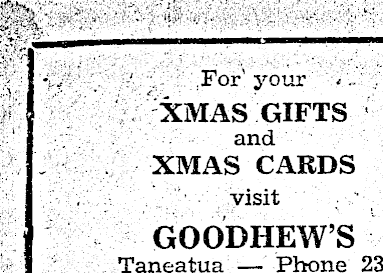 For your
XMAS GIFTS
and
XMAS CARDS
visit
GOODHEW'S
Taneatua — Phone 23